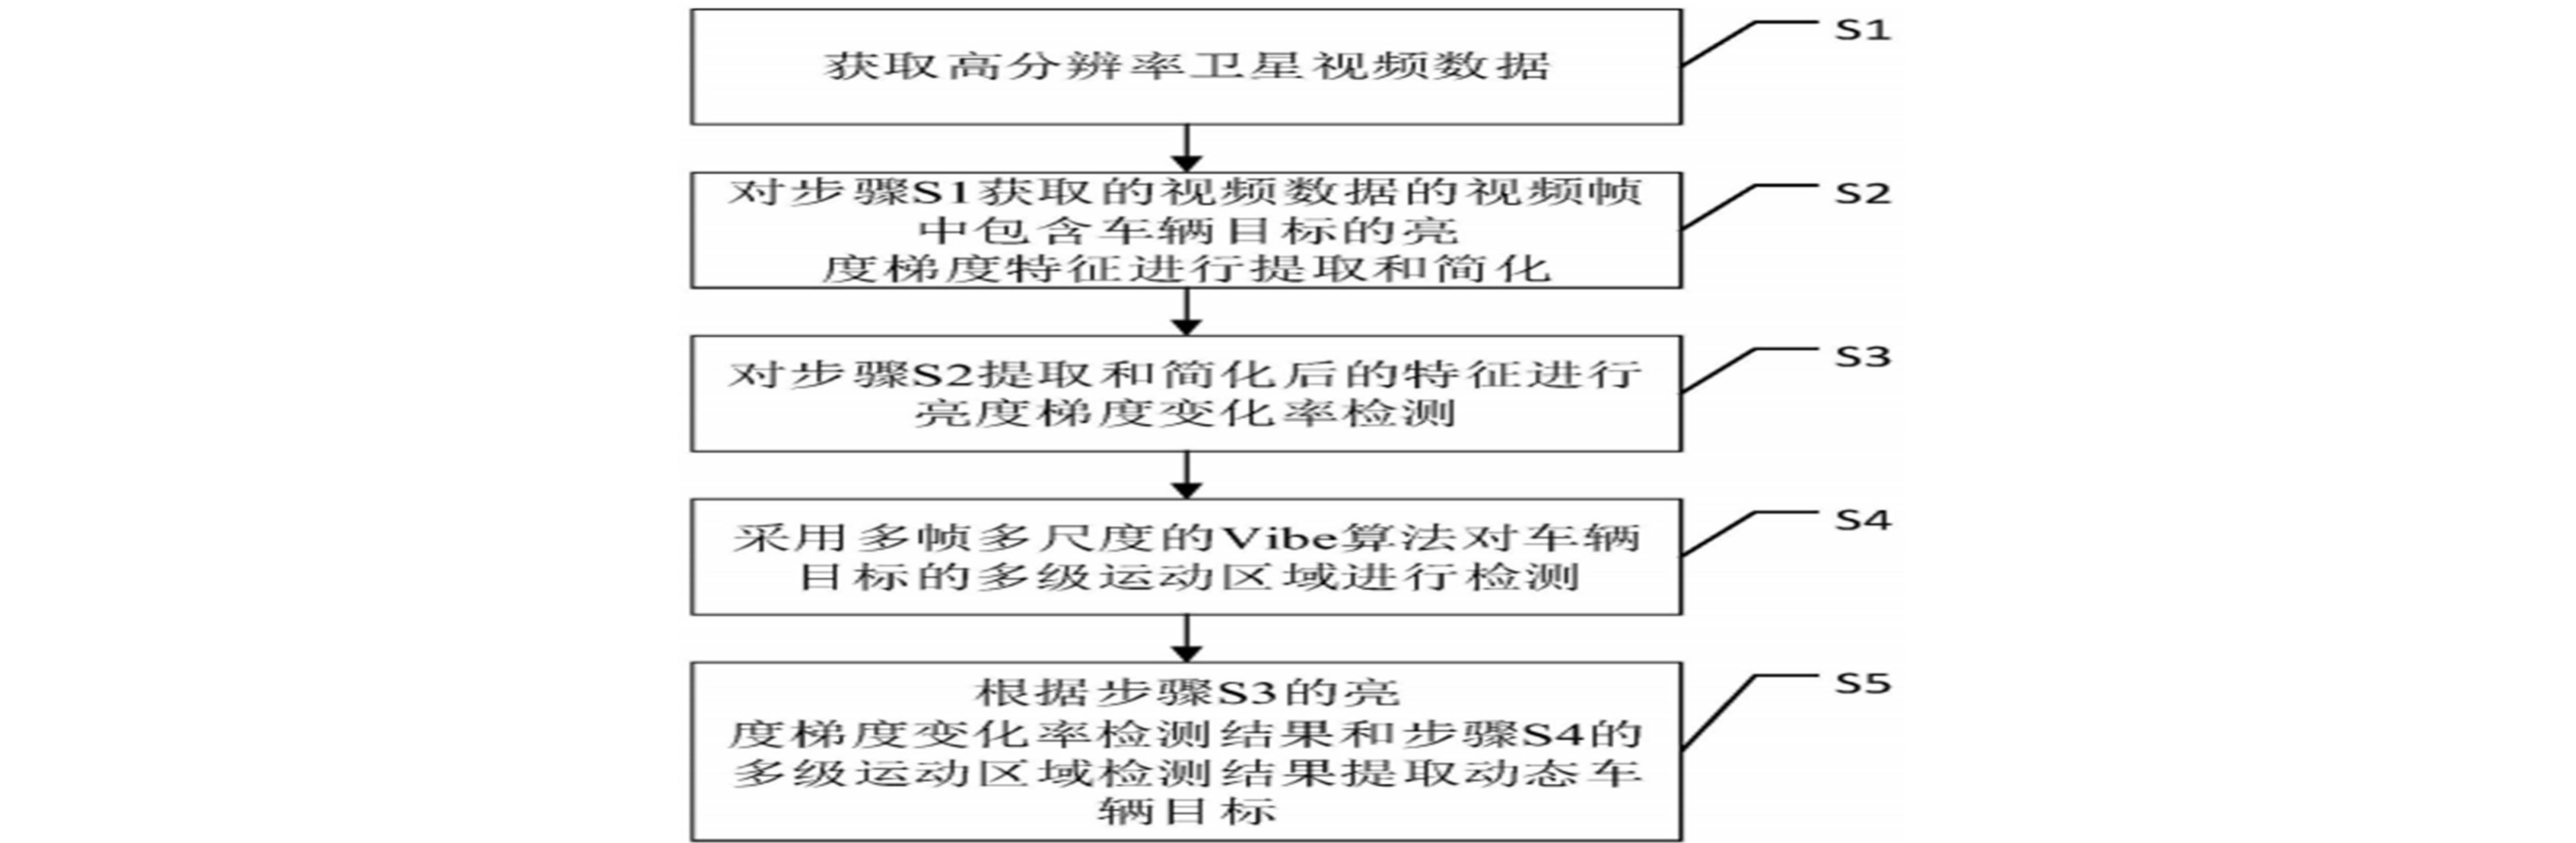 获取高分辨率卫星视频数据
S1
对步骤S1获取的视频数据的视频帧
中包含车辆目标的亮
度梯度特征进行提取和简化
S2
对步骤S2提取和简化后的特征进行
亮度梯度变化率检测
S3
采用多帧多尺度的Vibe算法对车辆
目标的多级运动区域进行检测
S4
根据步骤S3的亮
度梯度变化率检测结果和步骤S4的
多级运动区域检测结果提取动态车
辆目标
S5